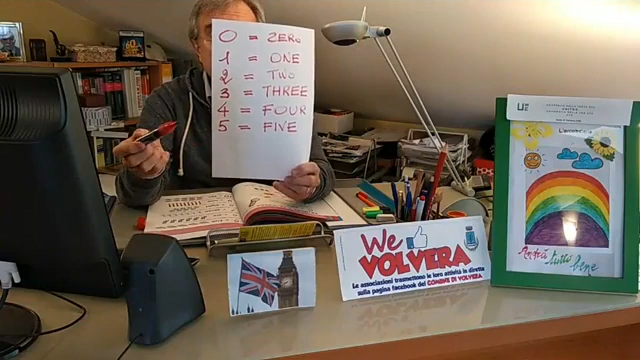 0 = ZERO
1 = ONE
2 = TWO
3 = THREE
4 = FOUR
5 = FIVE
We
VOLVERA
Le associazioni trasmettono le loro attività in diretta
sulla pagina facebook del COMUNE DI VOLVERA
L'arcobaleno
Andrà tutto bene